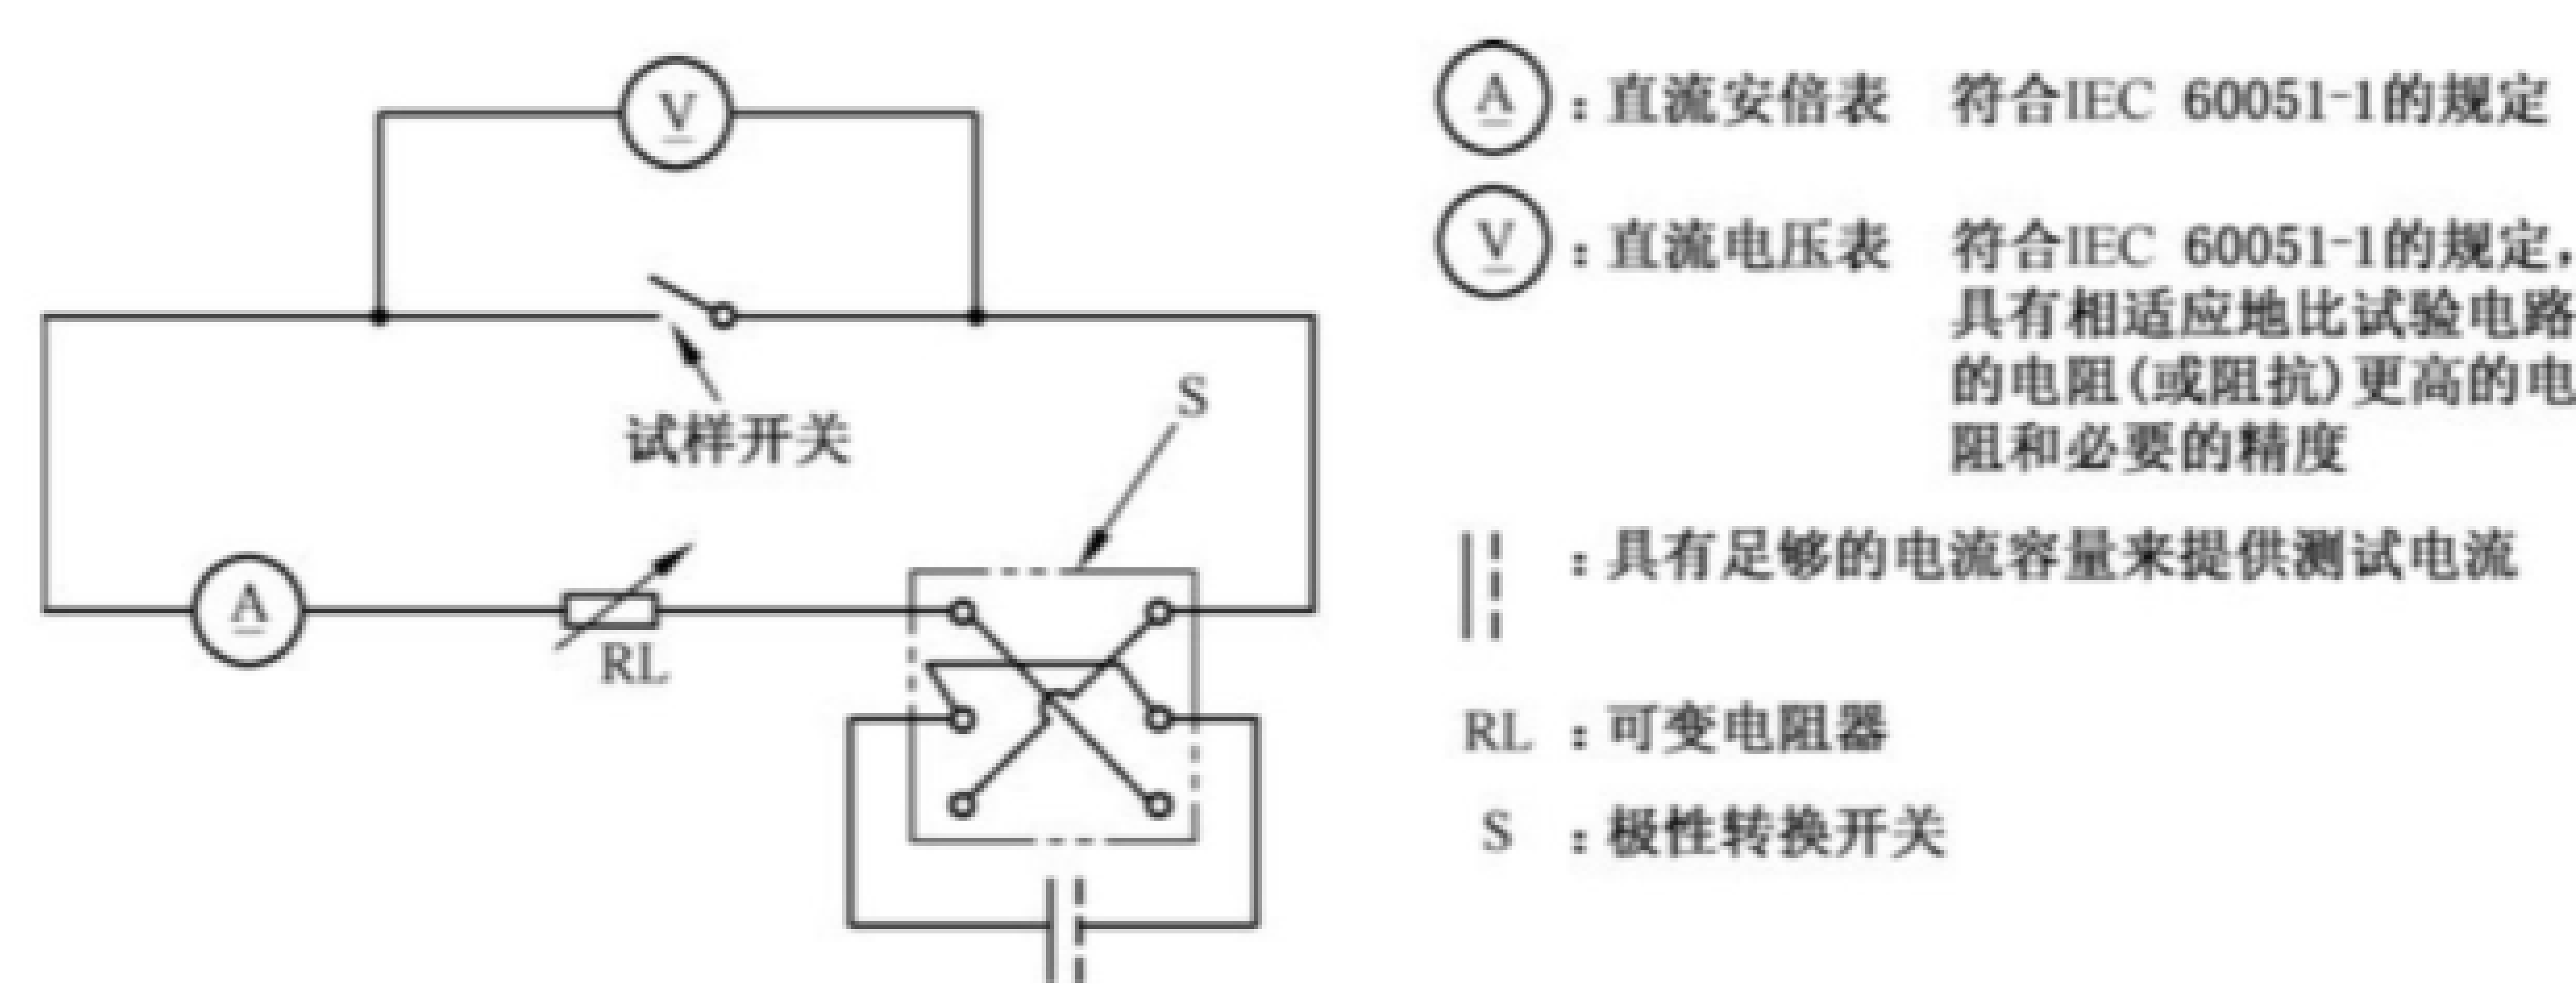 V
试样开关
S
A
RL
A：直流安倍表 符合IEC 60051-1的规定
V：直流电压表 符合IEC 60051-1的规定，
具有相适应地比试验电路
的电阻(或阻抗)更高的电
阻和必要的精度
：具有足够的电流容量来提供测试电流
RL：可变电阻器
S：极性转换开关